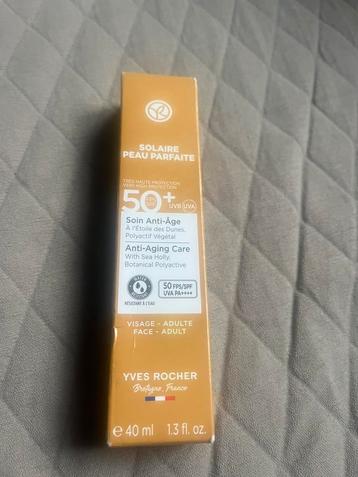 SOLAIRE
PEAU PARFAITE
TRÈS HAUTE PROTECTION
VERY HIGH PROTECTION
50+ UVB UVA
Soin Anti-Âge
À l'Étoile des Dunes,
Polyactif Végétal
Anti-Aging Care
With Sea Holly,
Botanical Polyactive
50 FPS/SPF
UVA PA++++
RÉSISTANT À L'EAU
VISAGE - ADULTE
FACE - ADULT
YVES ROCHER
Bretagne, France
e 40 ml 1.3 fl. oz.